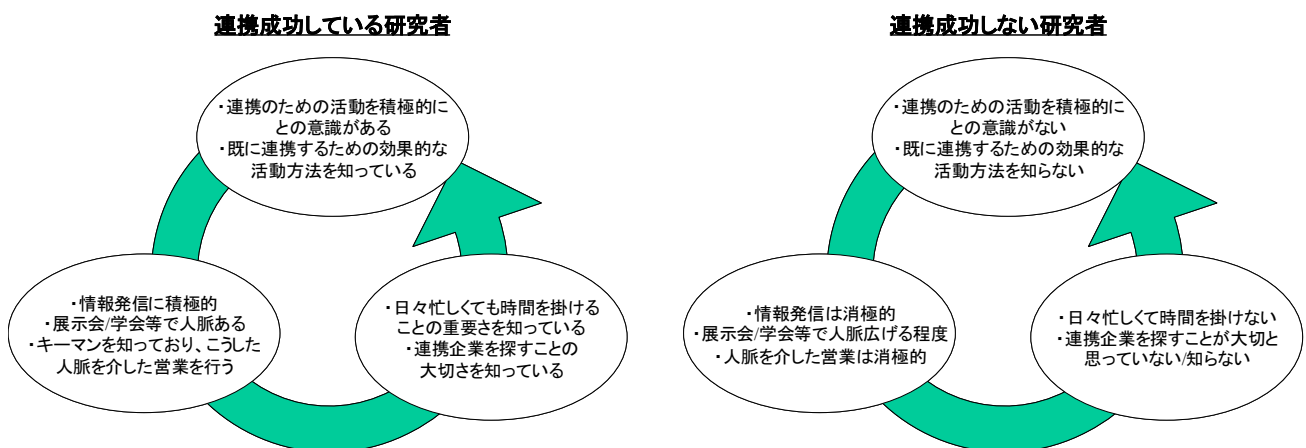 連携成功している研究者
・連携のための活動を積極的に
との意識がある
・既に連携するための効果的な
活動方法を知っている
・情報発信に積極的
・展示会/学会等で人脈ある
・キーマンを知っており、こうした
人脈を介した営業を行う
・日々忙しくても時間を掛ける
ことの重要さを知っている
・連携企業を探すことの
大切さを知っている
連携成功しない研究者
・連携のための活動を積極的に
との意識がない
・既に連携するための効果的な
活動方法を知らない
・情報発信は消極的
・展示会/学会等で人脈広げる程度
・人脈を介した営業は消極的
・日々忙しくて時間を掛けない
・連携企業を探すことが大切と
思っていない/知らない